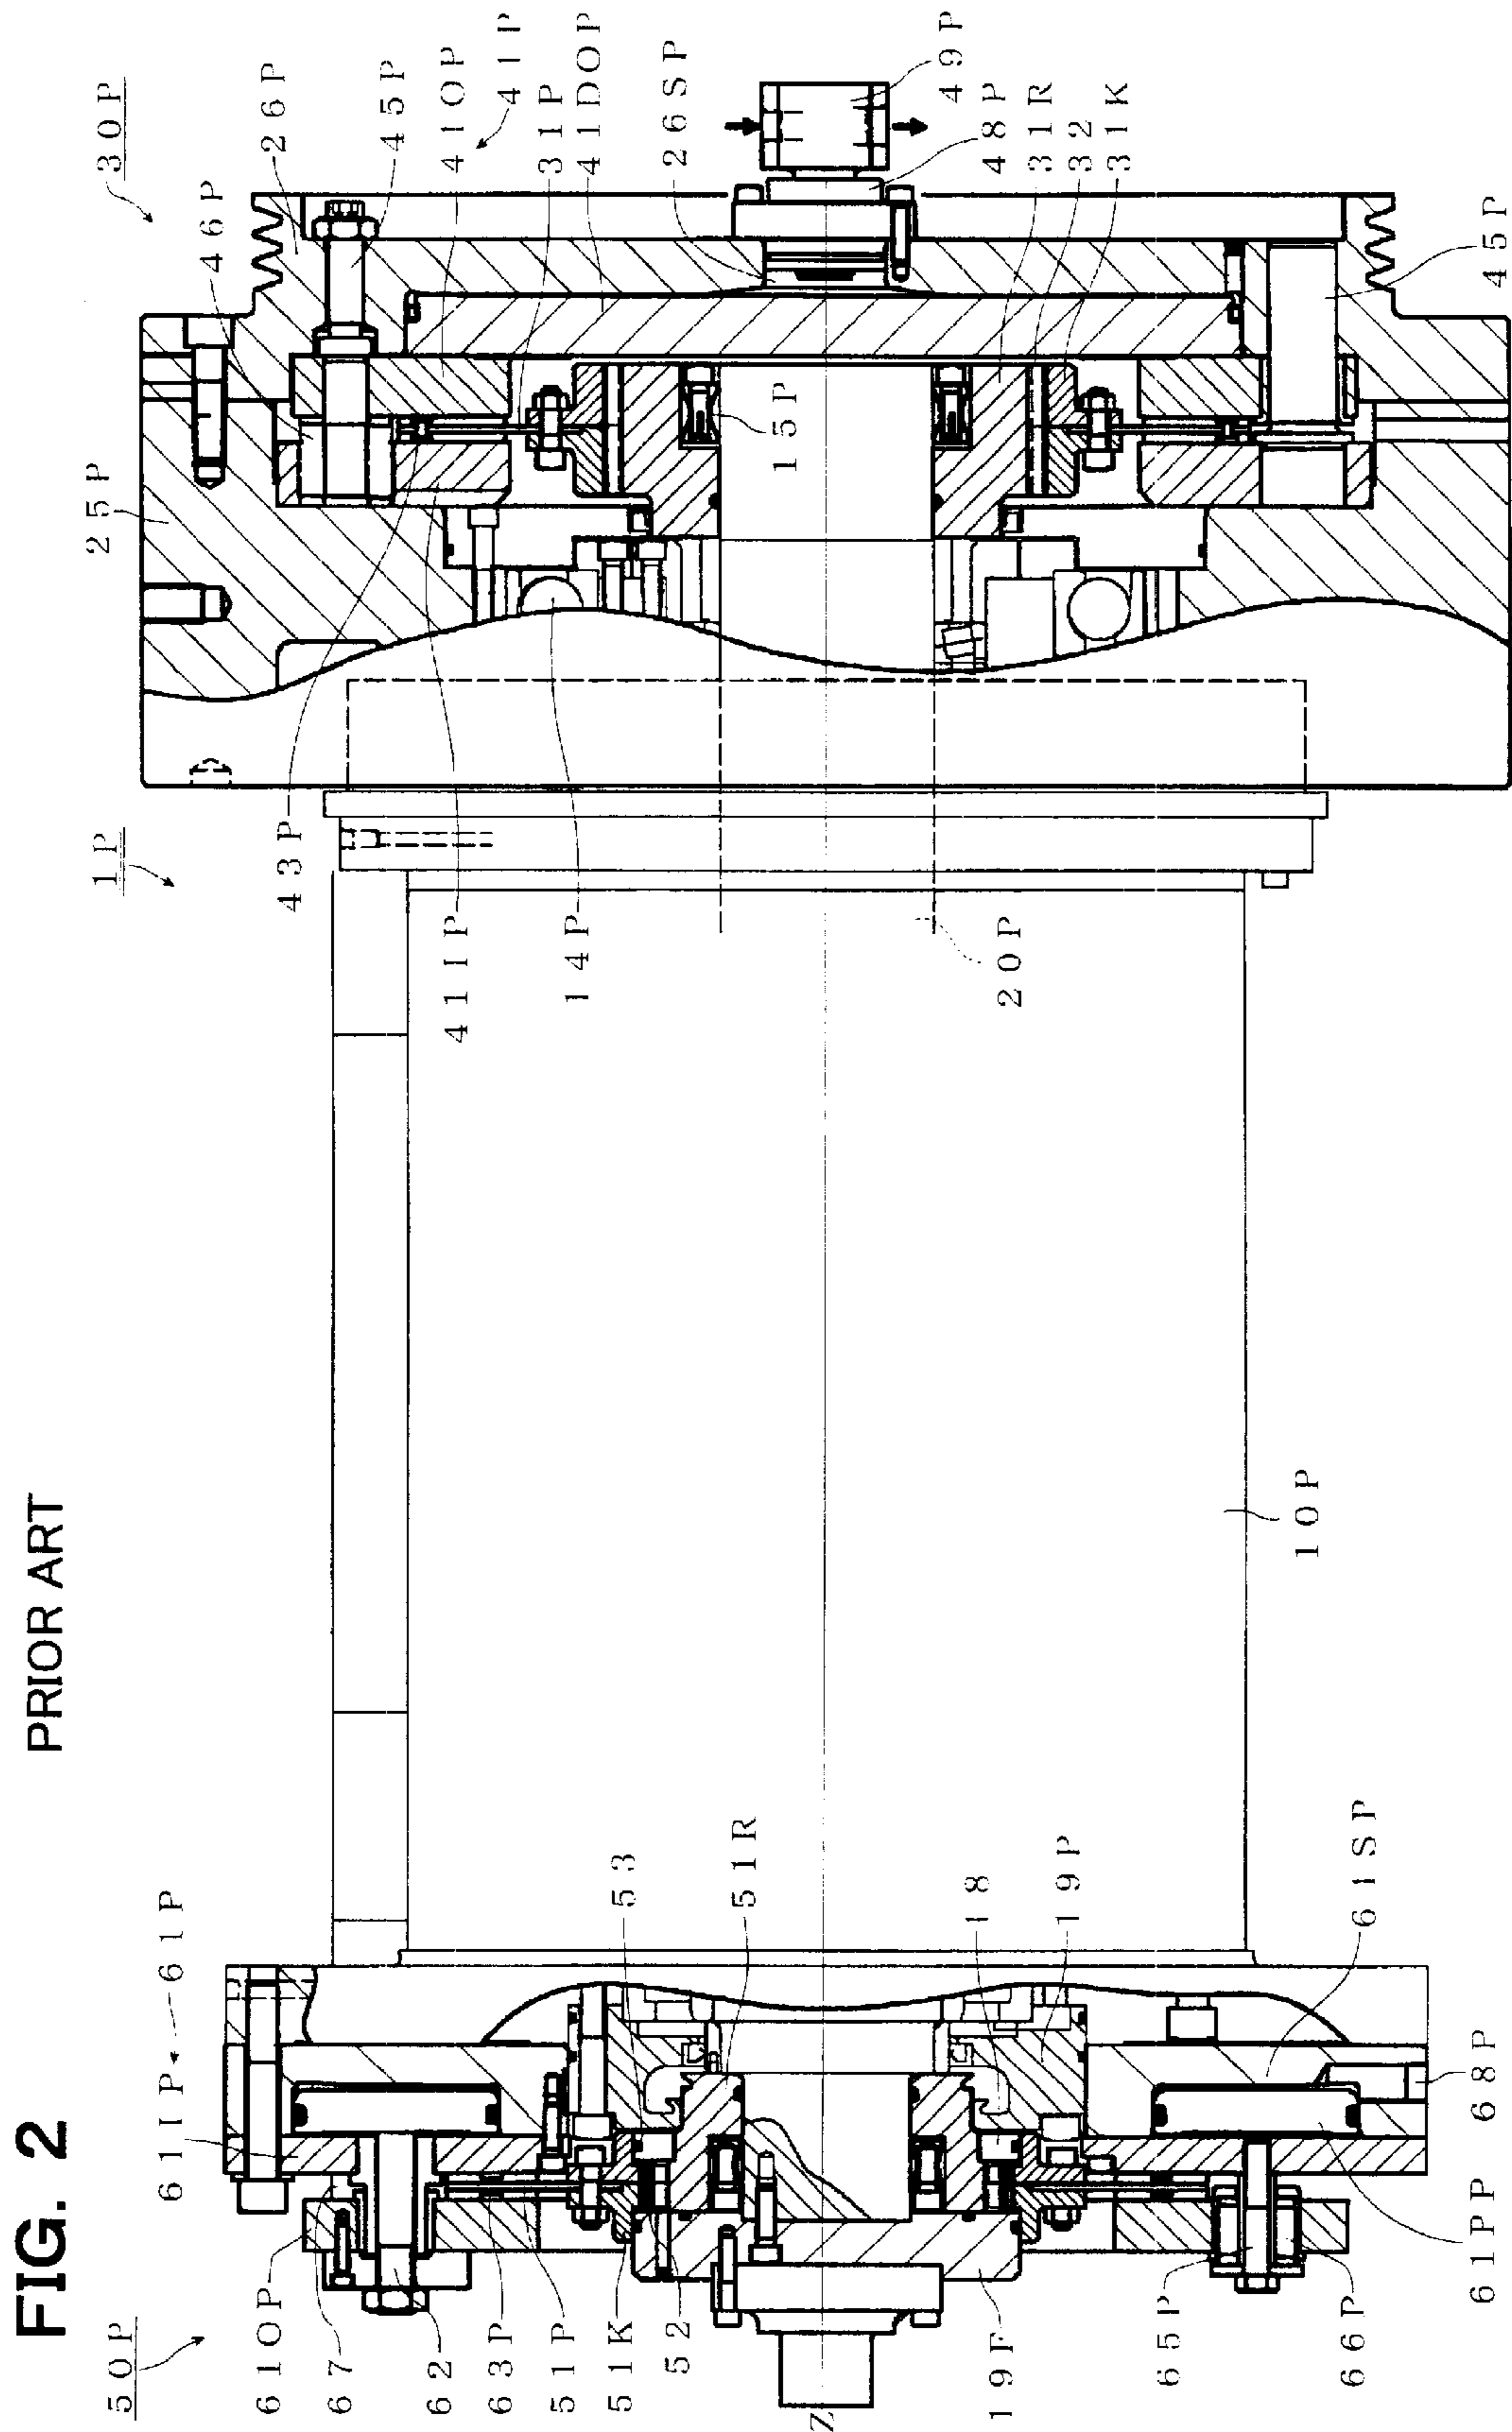 FIG. 2
PRIOR ART
50P
61OP
67
62
63P
51P
51K
52
19F
65P
66P
61PP
61IP
61P
53
51R
18
19P
61SP
68P
Z
10P
1P
43P
41IP
14P
20P
25P
46P
30P
26P
45P
41OP
41P
31P
41DOP
26SP
49P
48P
31R
32
31K
45P
15P